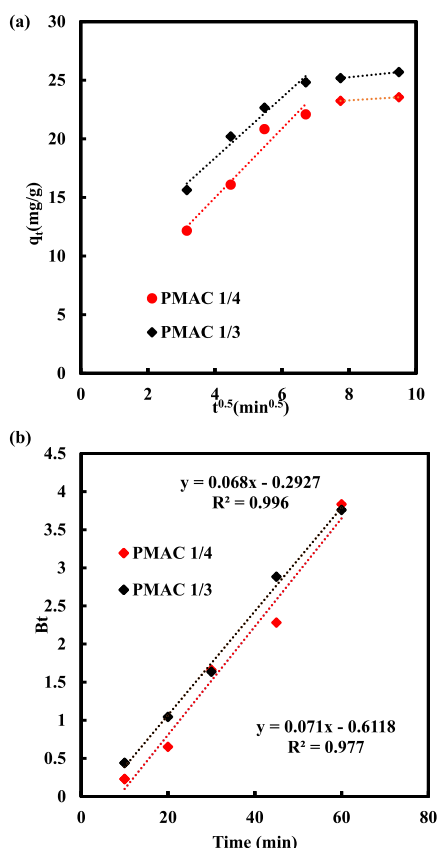 (a)
30
25
20
15
10
5
0
q_t(mg/g)
PMAC 1/4
PMAC 1/3
0 2 4 6 8 10
t^0.5(min^0.5)
(b)
4.5
4
3.5
3
2.5
2
1.5
1
0.5
0
Bt
y = 0.068x - 0.2927
R² = 0.996
PMAC 1/4
PMAC 1/3
y = 0.071x - 0.6118
R² = 0.977
0 20 40 60 80
Time (min)